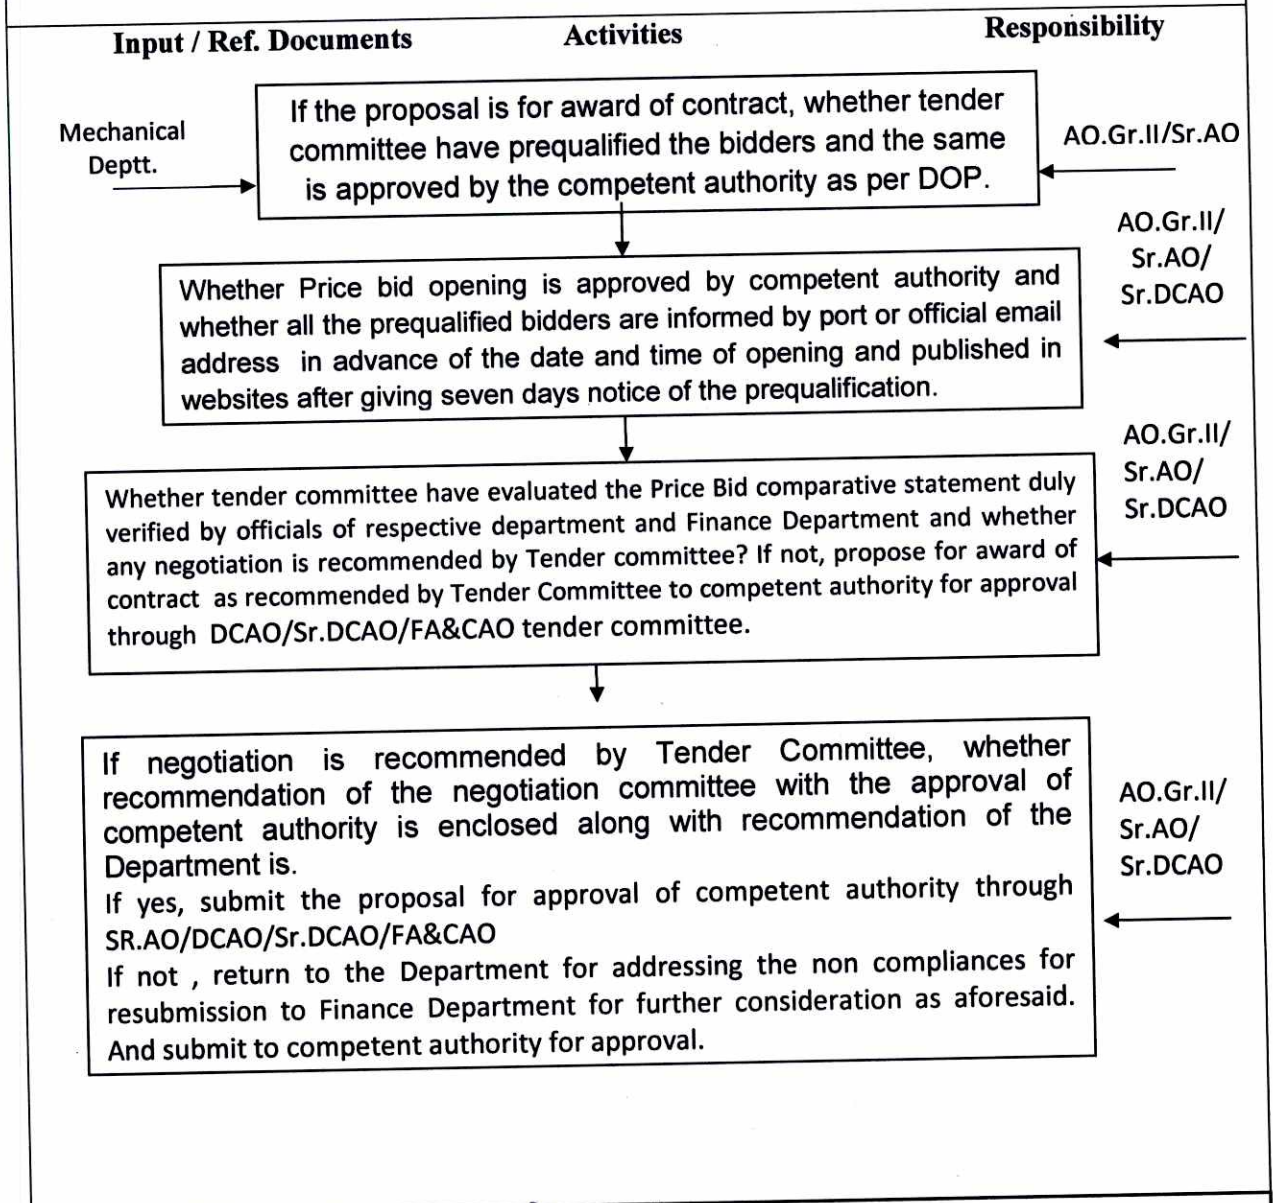 Input / Ref. Documents Activities Responsibility
Mechanical
Deptt.
If the proposal is for award of contract, whether tender
committee have prequalified the bidders and the same
is approved by the competent authority as per DOP.
AO.Gr.II/Sr.AO
Whether Price bid opening is approved by competent authority and
whether all the prequalified bidders are informed by port or official email
address in advance of the date and time of opening and published in
websites after giving seven days notice of the prequalification.
AO.Gr.II/
Sr.AO/
Sr.DCAO
Whether tender committee have evaluated the Price Bid comparative statement duly
verified by officials of respective department and Finance Department and whether
any negotiation is recommended by Tender committee? If not, propose for award of
contract as recommended by Tender Committee to competent authority for approval
through DCAO/Sr.DCAO/FA&CAO tender committee.
AO.Gr.II/
Sr.AO/
Sr.DCAO
If negotiation is recommended by Tender Committee, whether
recommendation of the negotiation committee with the approval of
competent authority is enclosed along with recommendation of the
Department is.
If yes, submit the proposal for approval of competent authority through
SR.AO/DCAO/Sr.DCAO/FA&CAO
If not , return to the Department for addressing the non compliances for
resubmission to Finance Department for further consideration as aforesaid.
And submit to competent authority for approval.
AO.Gr.II/
Sr.AO/
Sr.DCAO